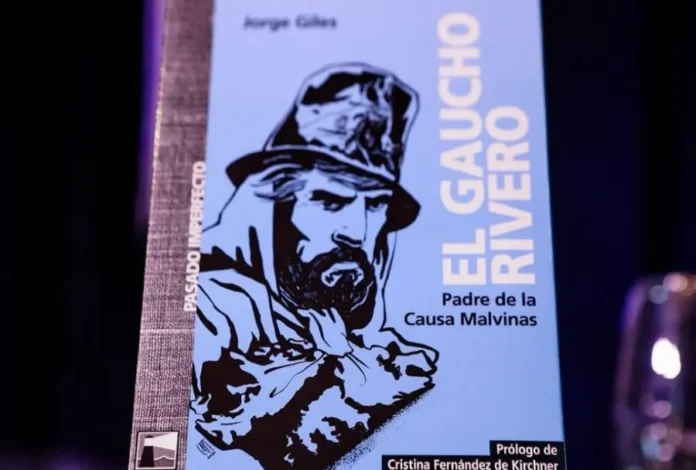 Jorge Giles
EL GAUCHO
RIVERO
Padre de la
Causa Malvinas
PASADO IMPERFECTO
Prólogo de
Cristina Fernández de Kirchner